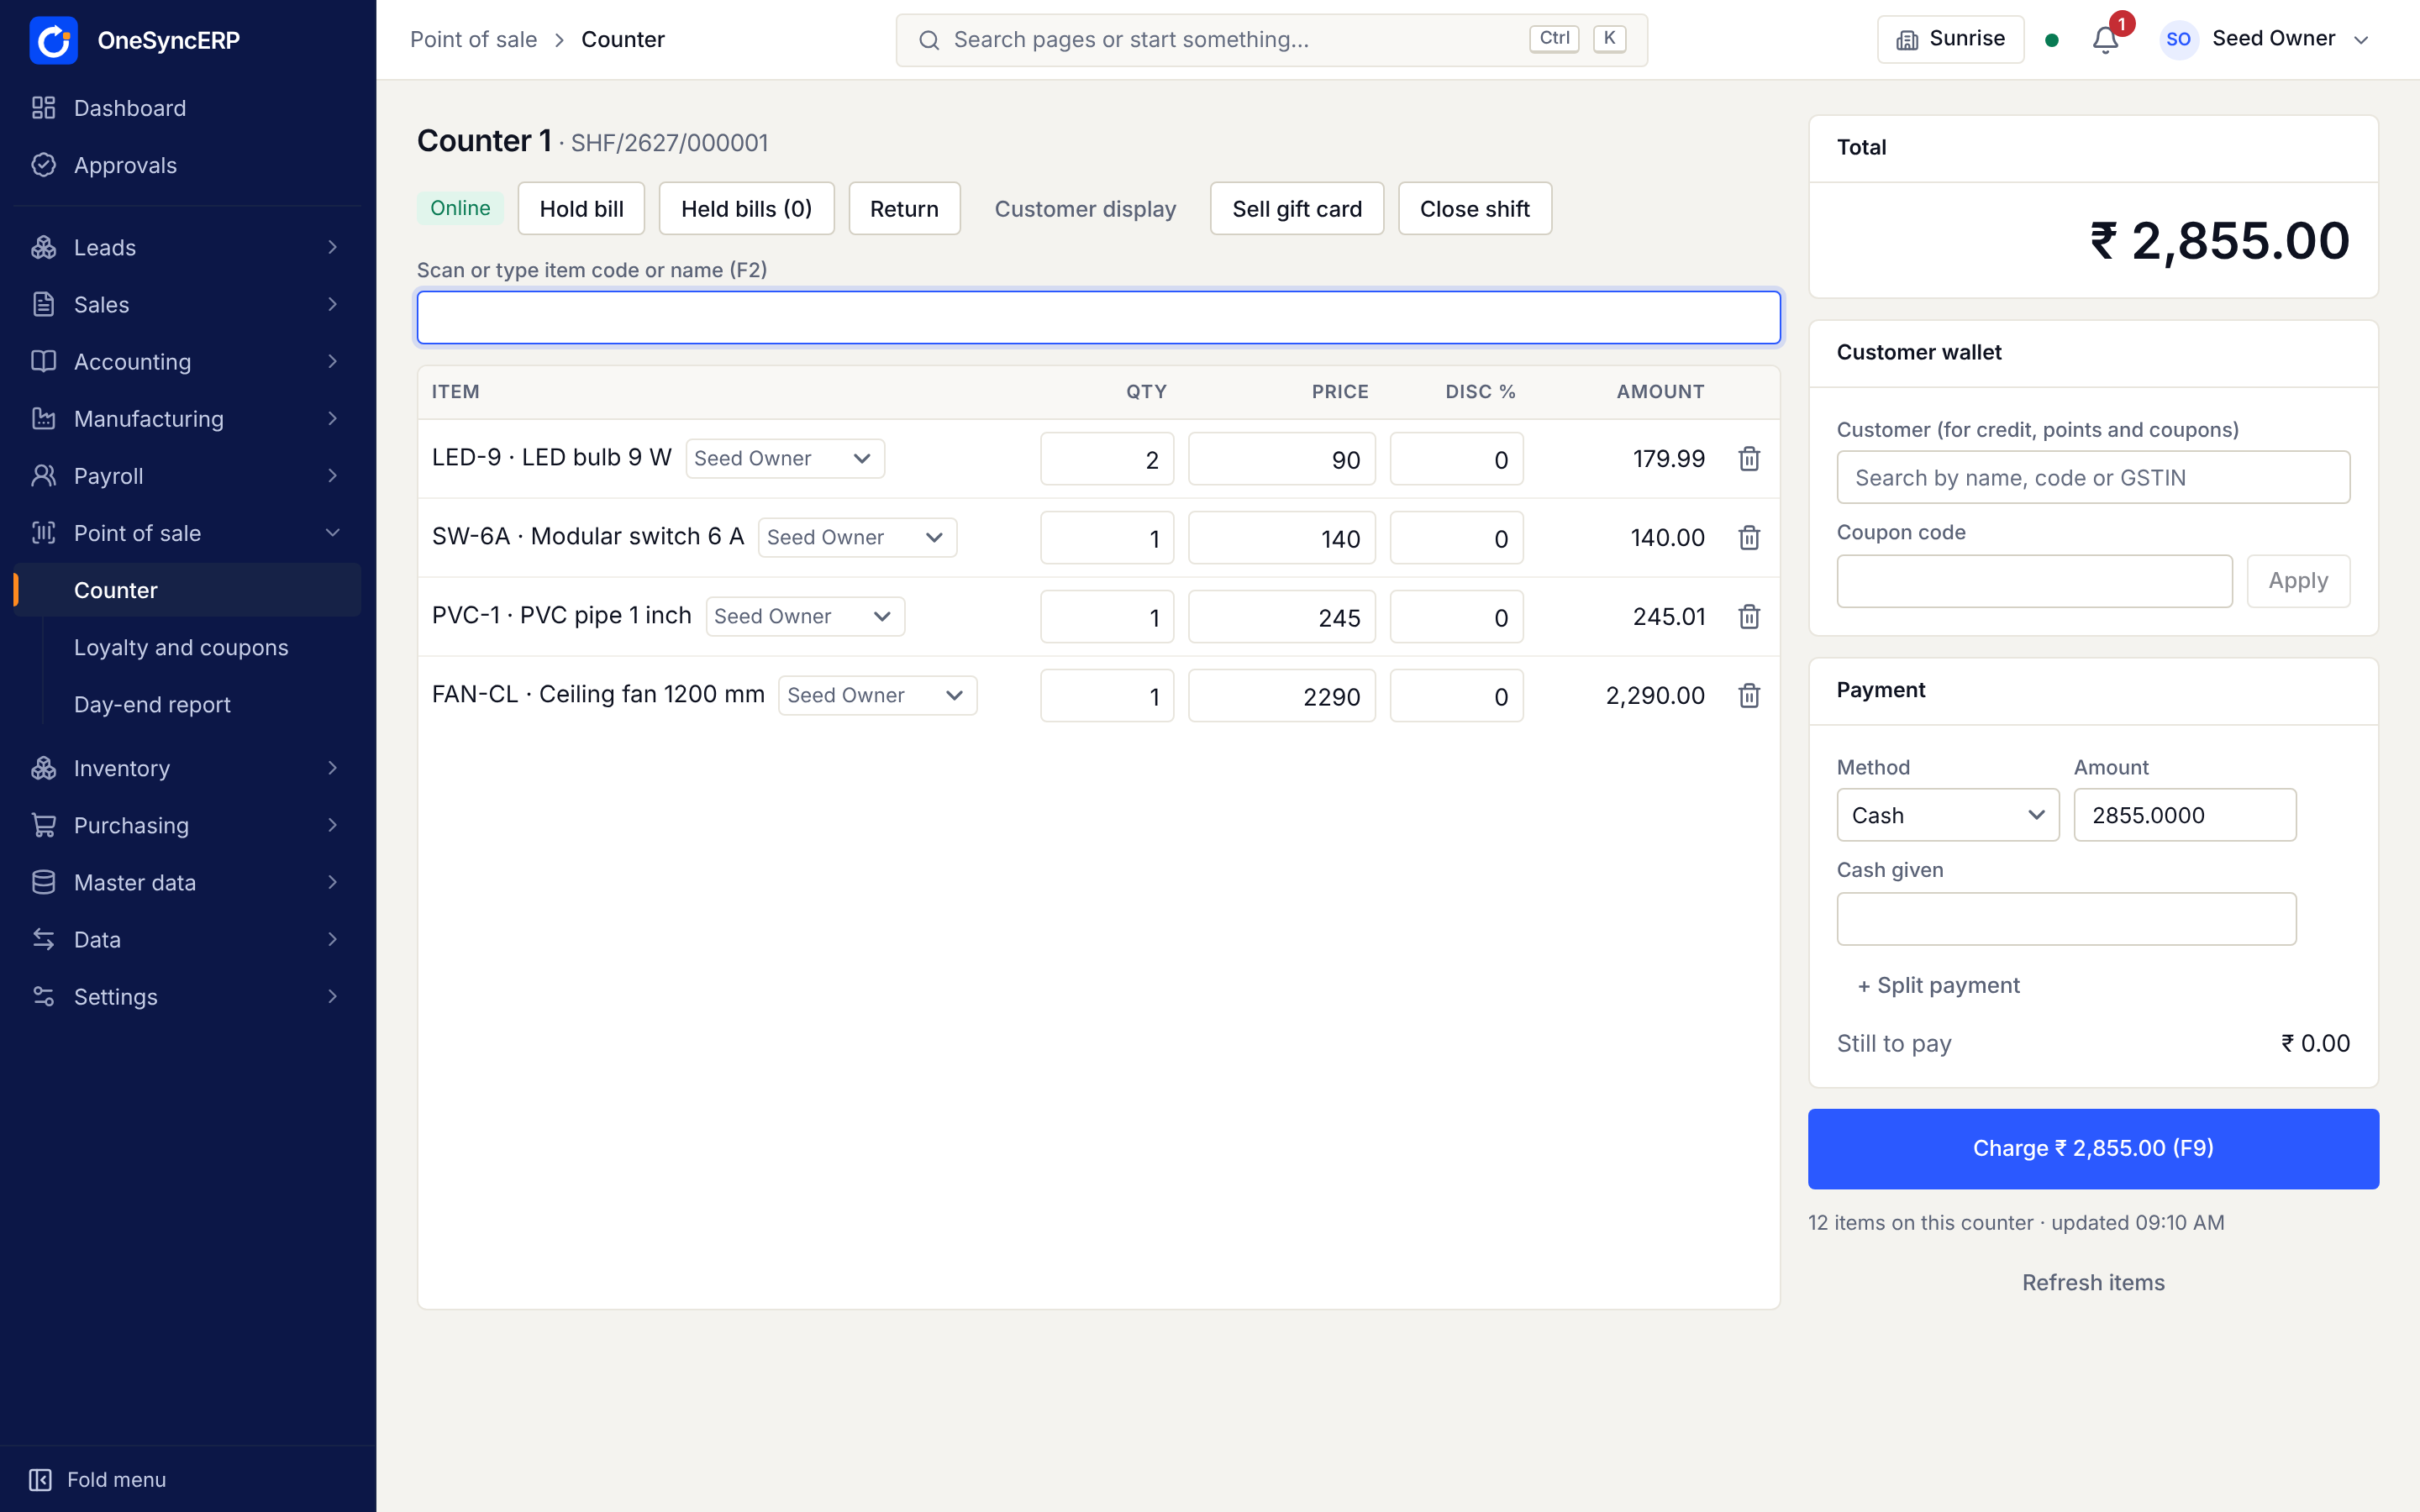 OneSyncERP
Dashboard
Approvals
Leads
Sales
Accounting
Manufacturing
Payroll
Point of sale
Counter
Loyalty and coupons
Day-end report
Inventory
Purchasing
Master data
Data
Settings
Fold menu
Point of sale > Counter
Search pages or start something... Ctrl K
Sunrise
1
SO Seed Owner
Counter 1 · SHF/2627/000001
Online Hold bill Held bills (0) Return Customer display Sell gift card Close shift
Scan or type item code or name (F2)
ITEM QTY PRICE DISC % AMOUNT
LED-9 · LED bulb 9 W Seed Owner 2 90 0 179.99
SW-6A · Modular switch 6 A Seed Owner 1 140 0 140.00
PVC-1 · PVC pipe 1 inch Seed Owner 1 245 0 245.01
FAN-CL · Ceiling fan 1200 mm Seed Owner 1 2290 0 2,290.00
Total
₹ 2,855.00
Customer wallet
Customer (for credit, points and coupons)
Search by name, code or GSTIN
Coupon code
Apply
Payment
Method Amount
Cash 2855.0000
Cash given
+ Split payment
Still to pay ₹ 0.00
Charge ₹ 2,855.00 (F9)
12 items on this counter · updated 09:10 AM
Refresh items